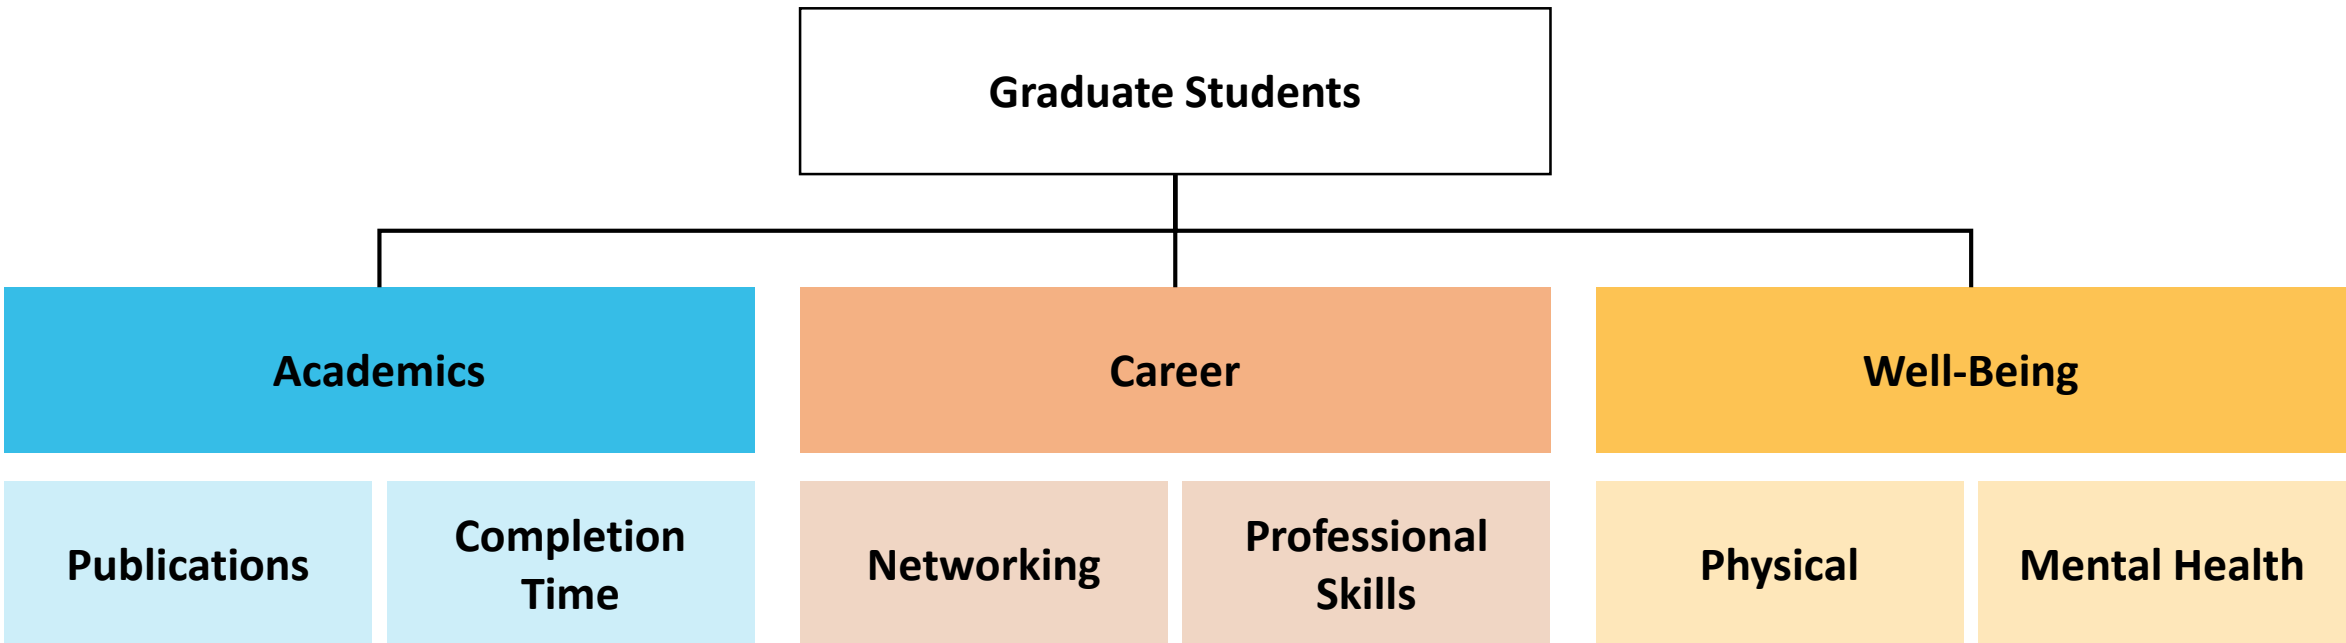 Graduate Students
Academics
Career
Well-Being
Publications
Completion
Time
Networking
Professional
Skills
Physical
Mental Health